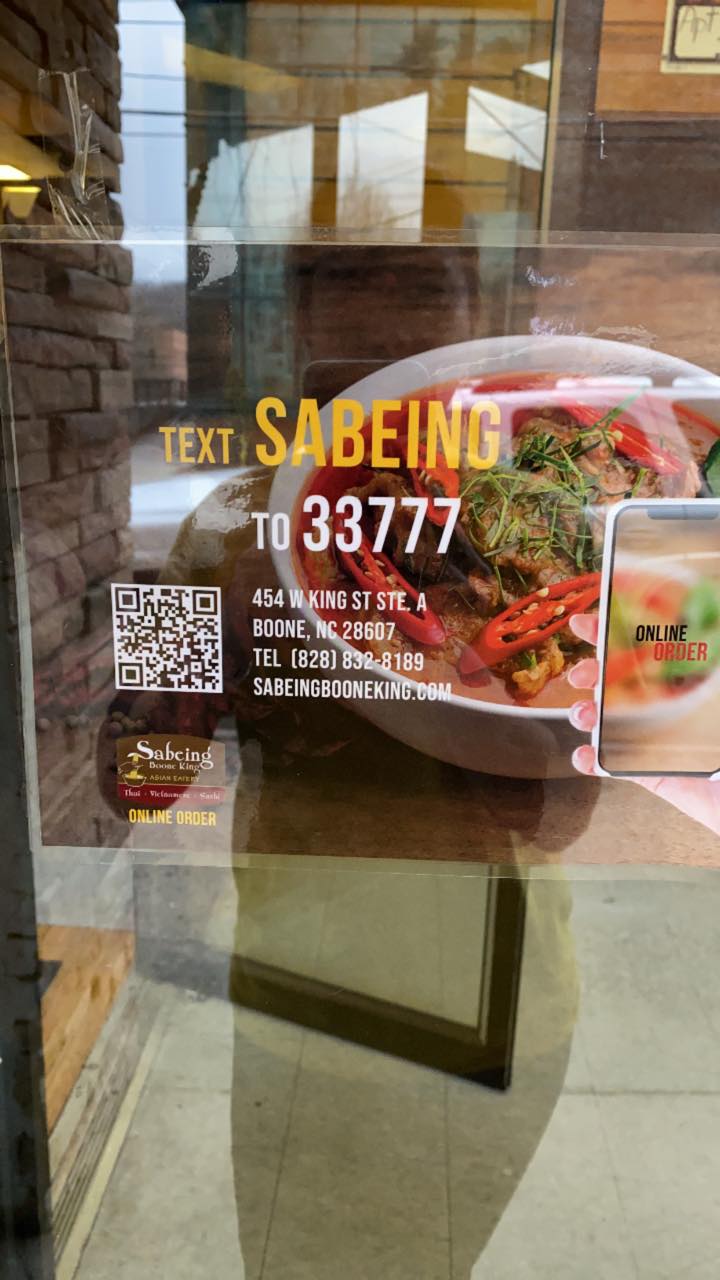 TEXT SABEING
TO 33777
454 W KING ST STE. A
BOONE, NC 28607
TEL (828) 832-8189
SABEINGBOONEKING.COM
ONLINE
ORDER
Sabeing
Boone King
ASIAN EATERY
Thai - Vietnamese - Sushi
ONLINE ORDER